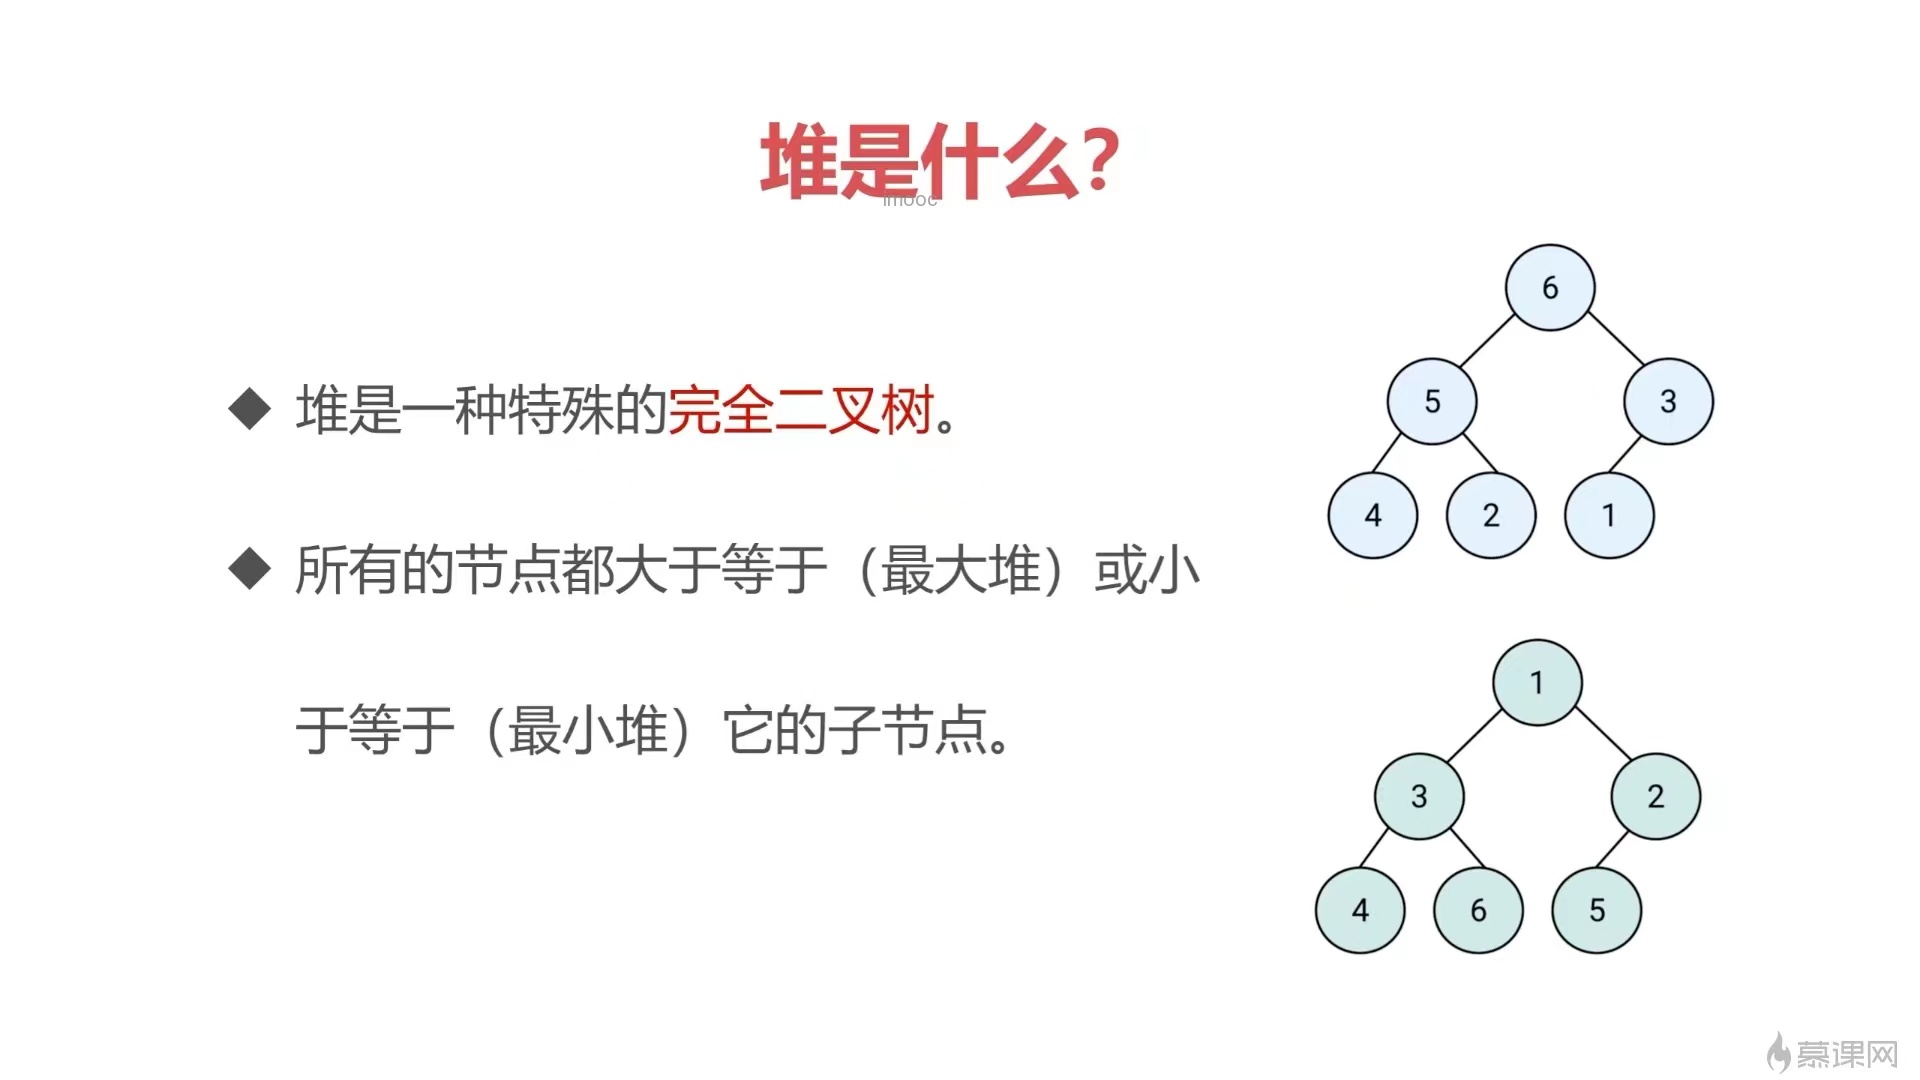 堆是什么?
imooc
堆是一种特殊的完全二叉树。
所有的节点都大于等于（最大堆）或小
于等于（最小堆）它的子节点。
6
5 3
4 2 1
1
3 2
4 6 5
慕课网